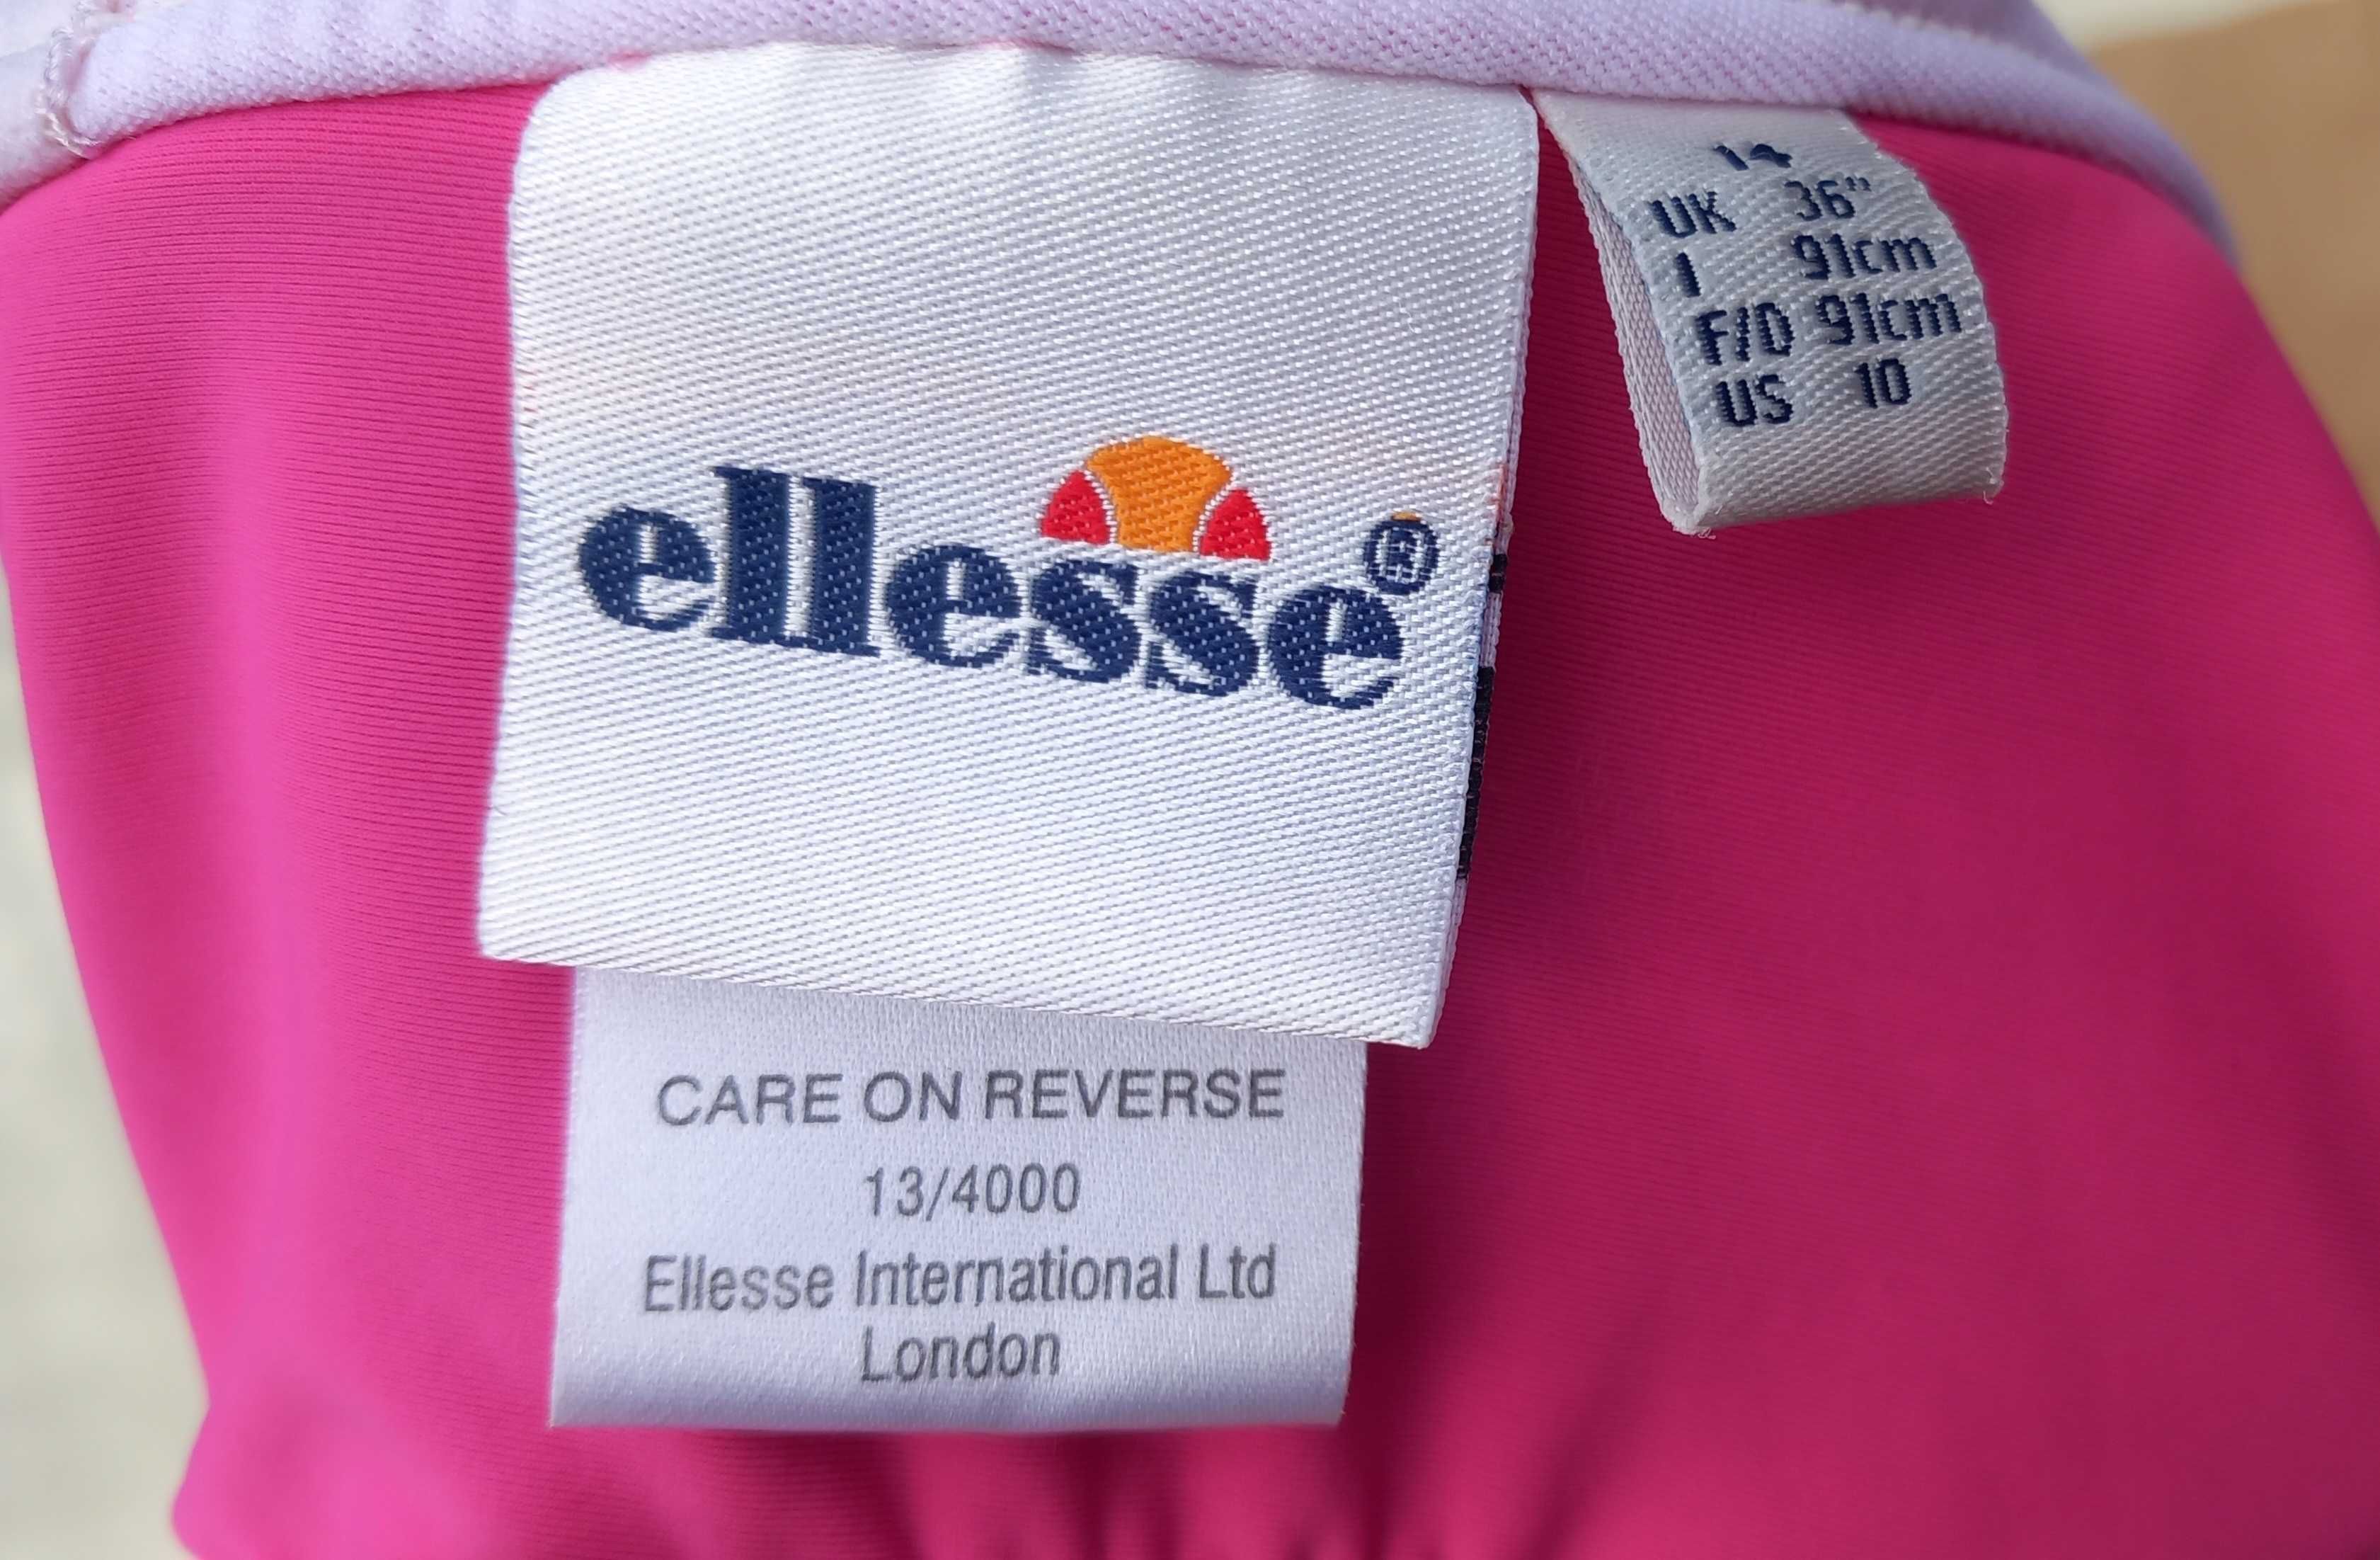 ellesse®
14
UK 36"
I 91cm
F/D 91cm
US 10
CARE ON REVERSE
13/4000
Ellesse International Ltd
London